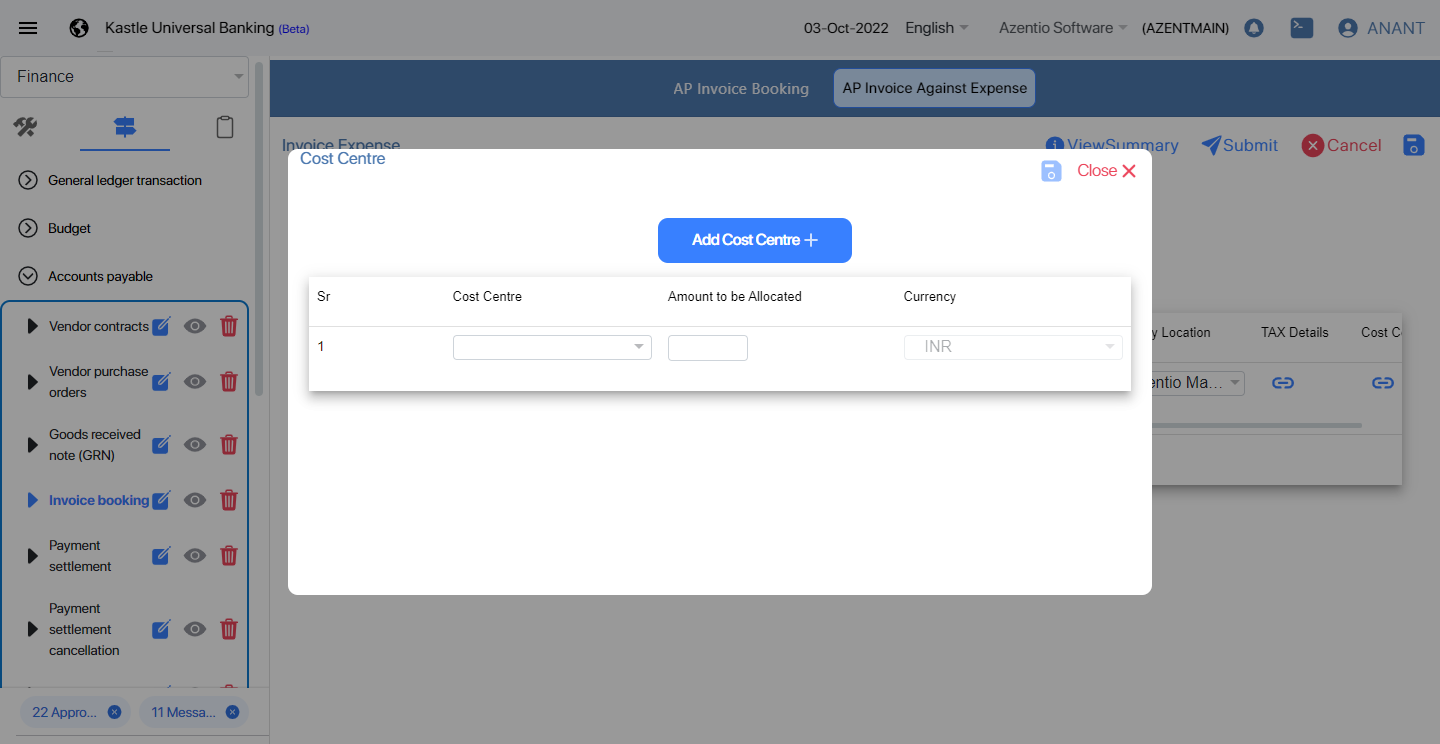 Kastle Universal Banking (Beta)
03-Oct-2022 English Azentio Software (AZENTMAIN) ANANT
Finance
AP Invoice Booking AP Invoice Against Expense
General ledger transaction
Budget
Accounts payable
Vendor contracts
Vendor purchase
orders
Goods received
note (GRN)
Invoice booking
Payment
settlement
Payment
settlement
cancellation
22 Appro... 11 Messa...
Invoice Expense ViewSummary Submit Cancel
Cost Centre
Close
Add Cost Centre
Sr Cost Centre Amount to be Allocated Currency
1 INR
y Location TAX Details Cost C
entio Ma...